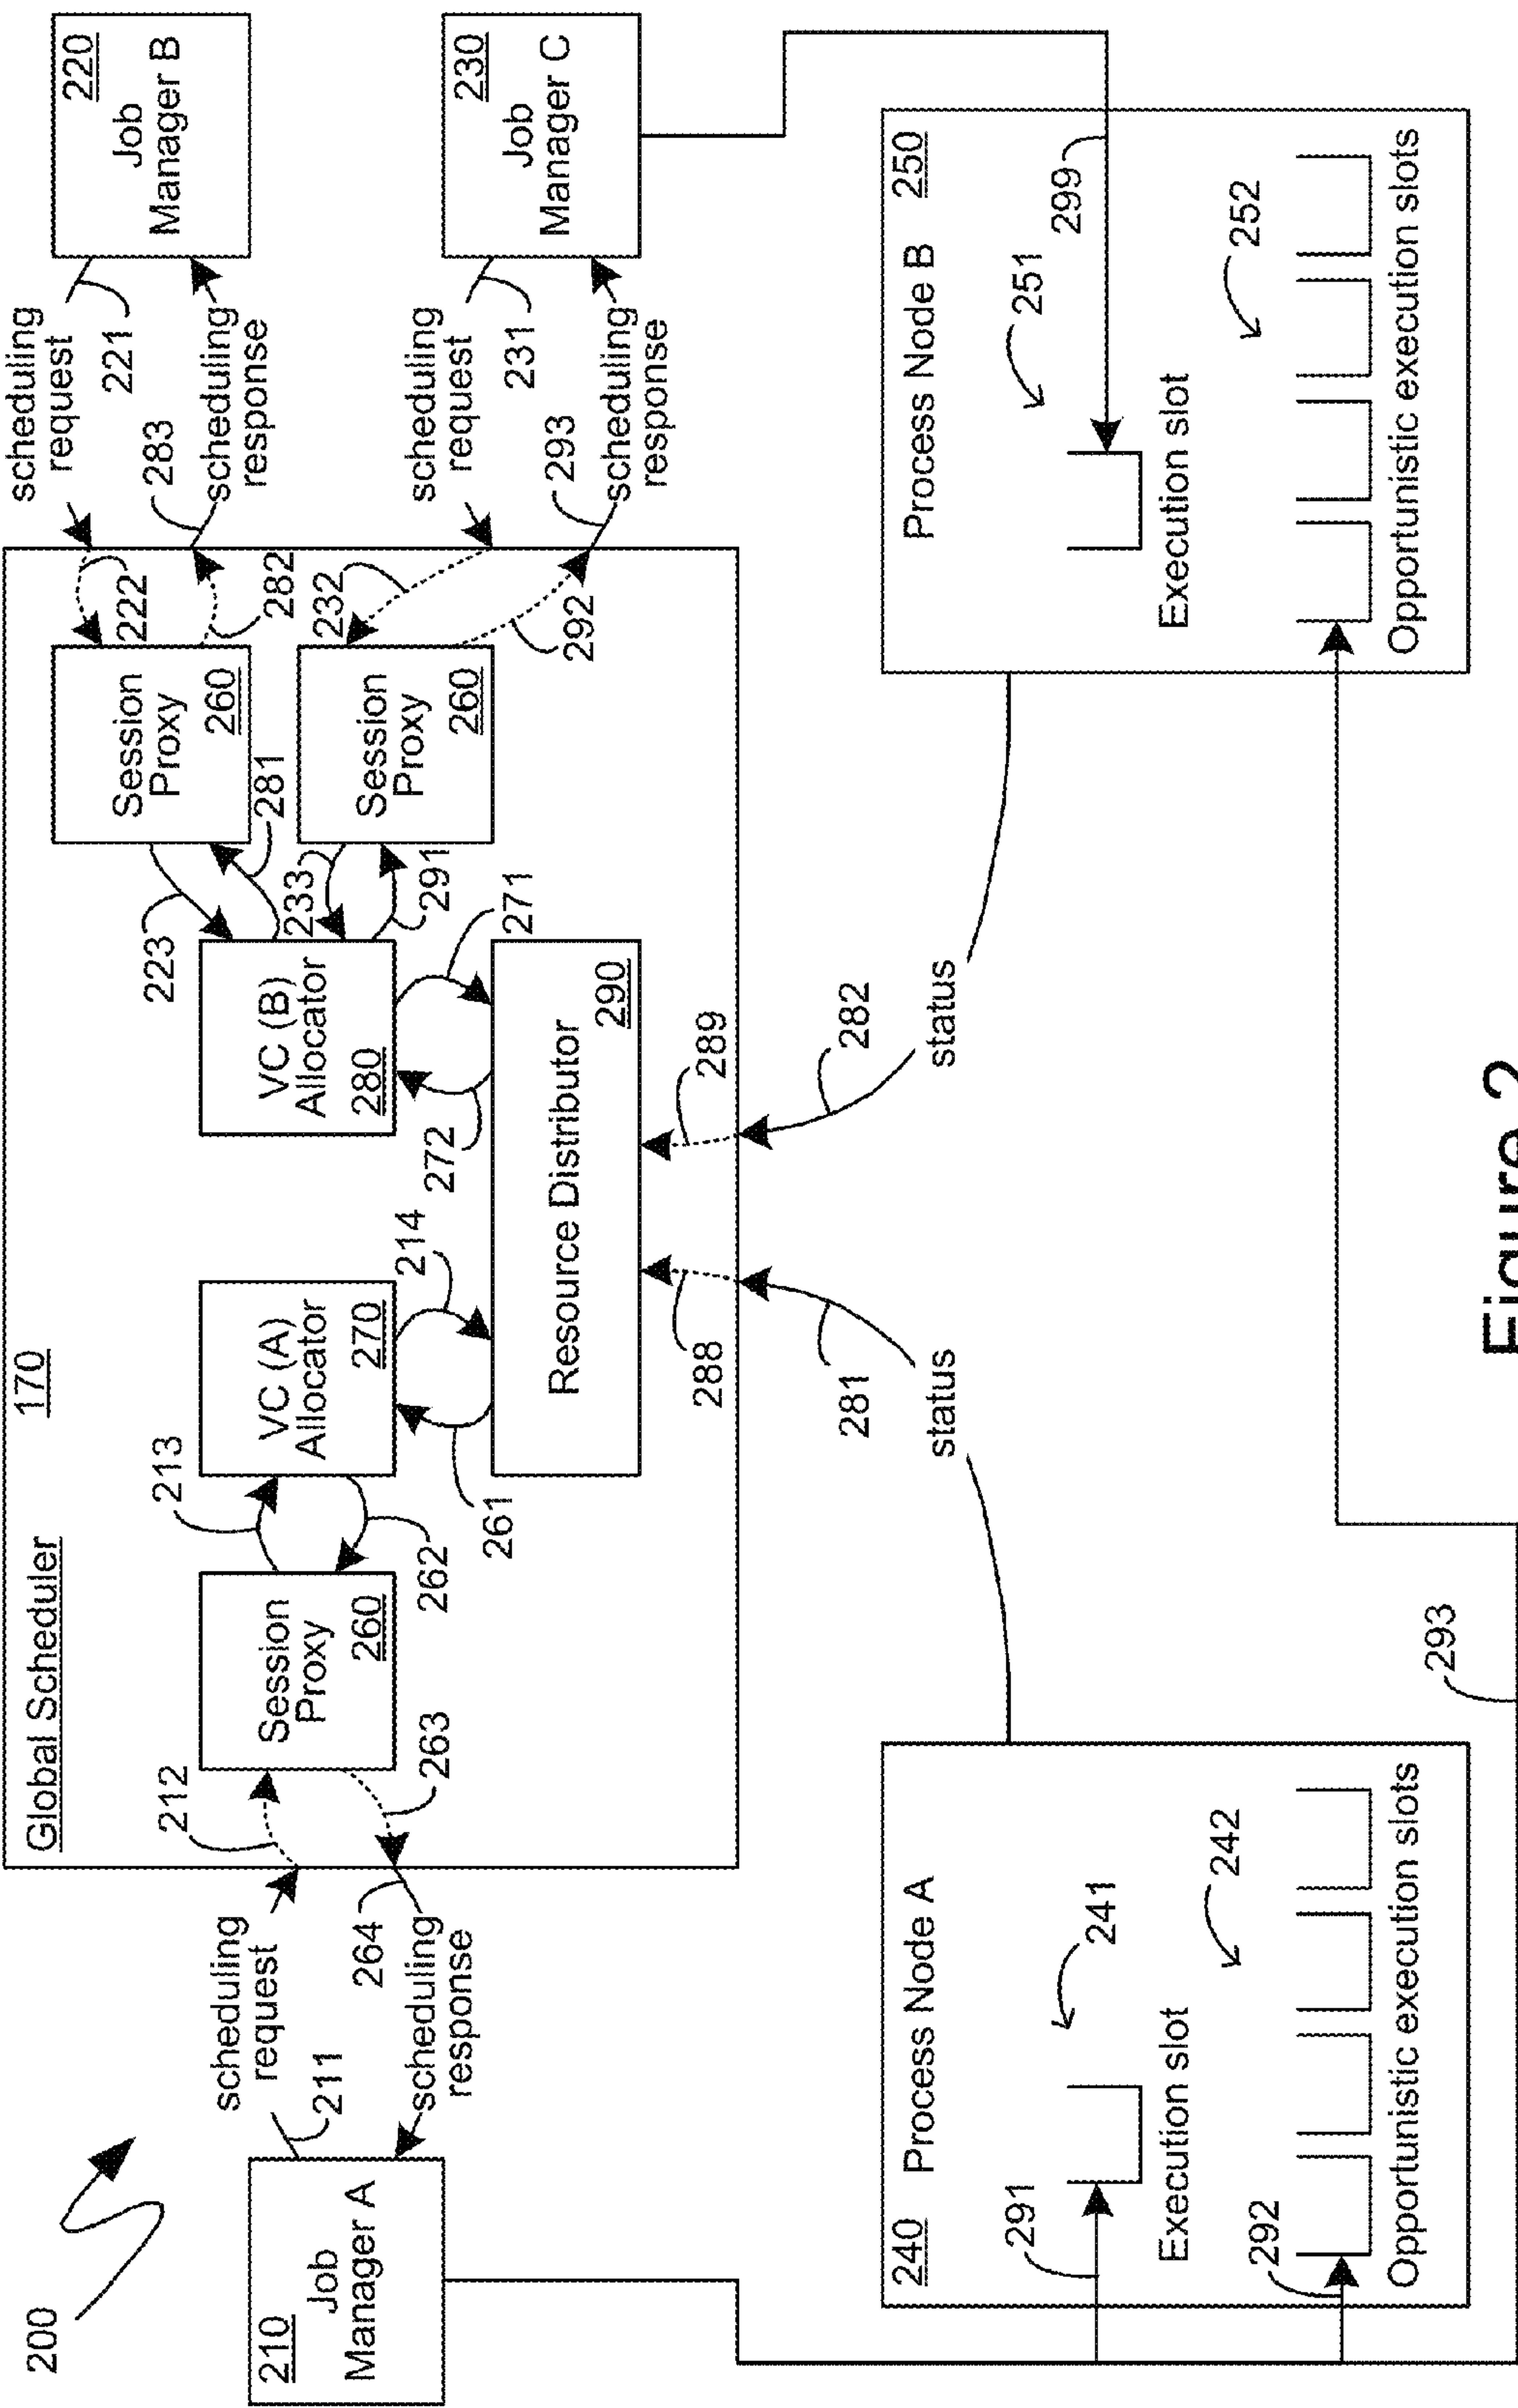 200
Global Scheduler
170
210
Job
Manager A
211
scheduling
request
264
scheduling
response
212
263
Session
Proxy
260
213
262
VC (A)
Allocator
270
261
214
VC (B)
Allocator
280
272
271
Resource Distributor
290
223
281
233
291
Session
Proxy
260
Session
Proxy
260
222
282
232
292
scheduling
request
221
283
scheduling
response
220
Job
Manager B
scheduling
request
231
293
scheduling
response
230
Job
Manager C
288
289
281
282
status
status
240
Process Node A
291
241
Execution slot
292
242
Opportunistic execution slots
293
Process Node B
250
251
299
Execution slot
252
Opportunistic execution slots
Figure 2